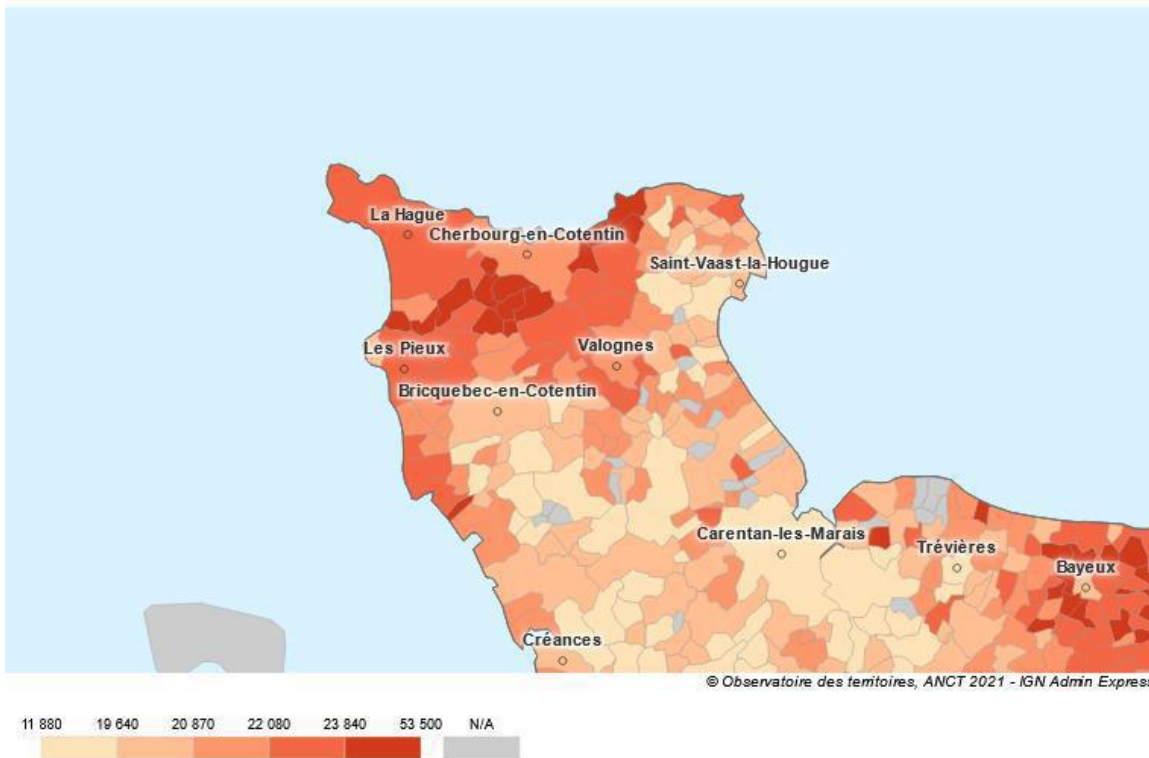 La Hague
Cherbourg-en-Cotentin
Saint-Vaast-la-Hougue
Les Pieux
Valognes
Bricquebec-en-Cotentin
Carentan-les-Marais
Trévières
Bayeux
Créances
© Observatoire des territoires, ANCT 2021 - IGN Admin Express
11 880 19 640 20 870 22 080 23 840 53 500 N/A